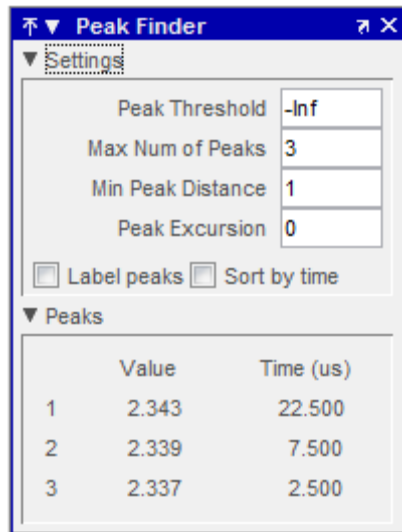 Peak Finder
Settings
Peak Threshold -Inf
Max Num of Peaks 3
Min Peak Distance 1
Peak Excursion 0
Label peaks Sort by time
Peaks
Value Time (us)
1 2.343 22.500
2 2.339 7.500
3 2.337 2.500